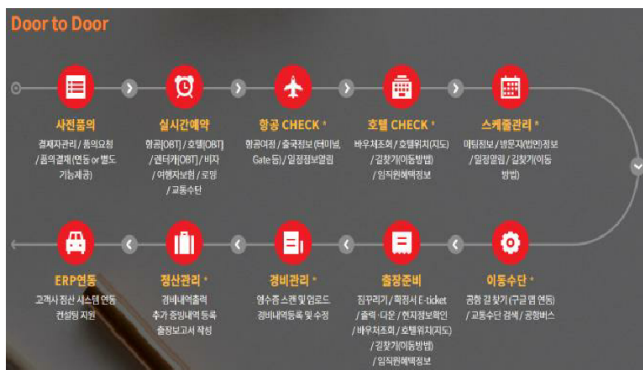 Door to Door
사전품의
결재자관리 / 품의요청
/ 품의결재 (연동 or 별도
기능제공)
실시간예약
항공[OBT] / 호텔[OBT]
/ 렌터카[OBT] / 비자
/ 여행자보험 / 로밍
/ 교통수단
항공 CHECK *
항공여정 / 출국정보 (터미널,
Gate 등) / 일정정보알림
호텔 CHECK *
바우처조회 / 호텔위치(지도)
/ 길찾기(이동방법)
/ 임직원혜택정보
스케줄관리 *
미팅정보 / 방문지(법인)정보
/ 일정알림 / 길찾기(이동
방법)
ERP연동
고객사 정산 시스템 연동
컨설팅 지원
정산관리 *
경비내역출력
추가 증빙내역 등록
출장보고서 작성
경비관리 *
영수증 스캔 및 업로드
경비내역등록 및 수정
출장준비
짐꾸리기 / 확정서 E-ticket
/ 출력·다운 / 현지정보확인
/ 바우처조회 / 호텔위치(지도)
/ 길찾기(이동방법)
/ 임직원혜택정보
이동수단 *
공항 길 찾기 (구글 맵 연동)
/ 교통수단 검색 / 공항버스